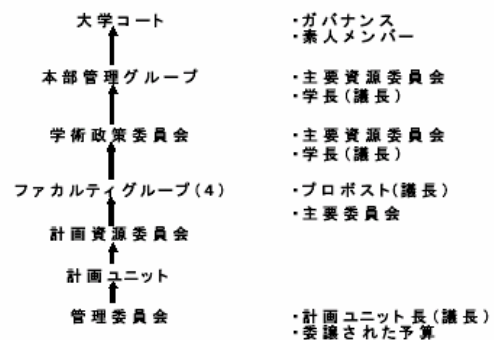 大学コート
・ガバナンス
・素人メンバー
本部管理グループ
・主要資源委員会
・学長(議長)
学術政策委員会
・主要資源委員会
・学長(議長)
ファカルティグループ(4)
・プロボスト(議長)
・主要委員会
計画資源委員会
計画ユニット
管理委員会
・計画ユニット長(議長)
・委譲された予算